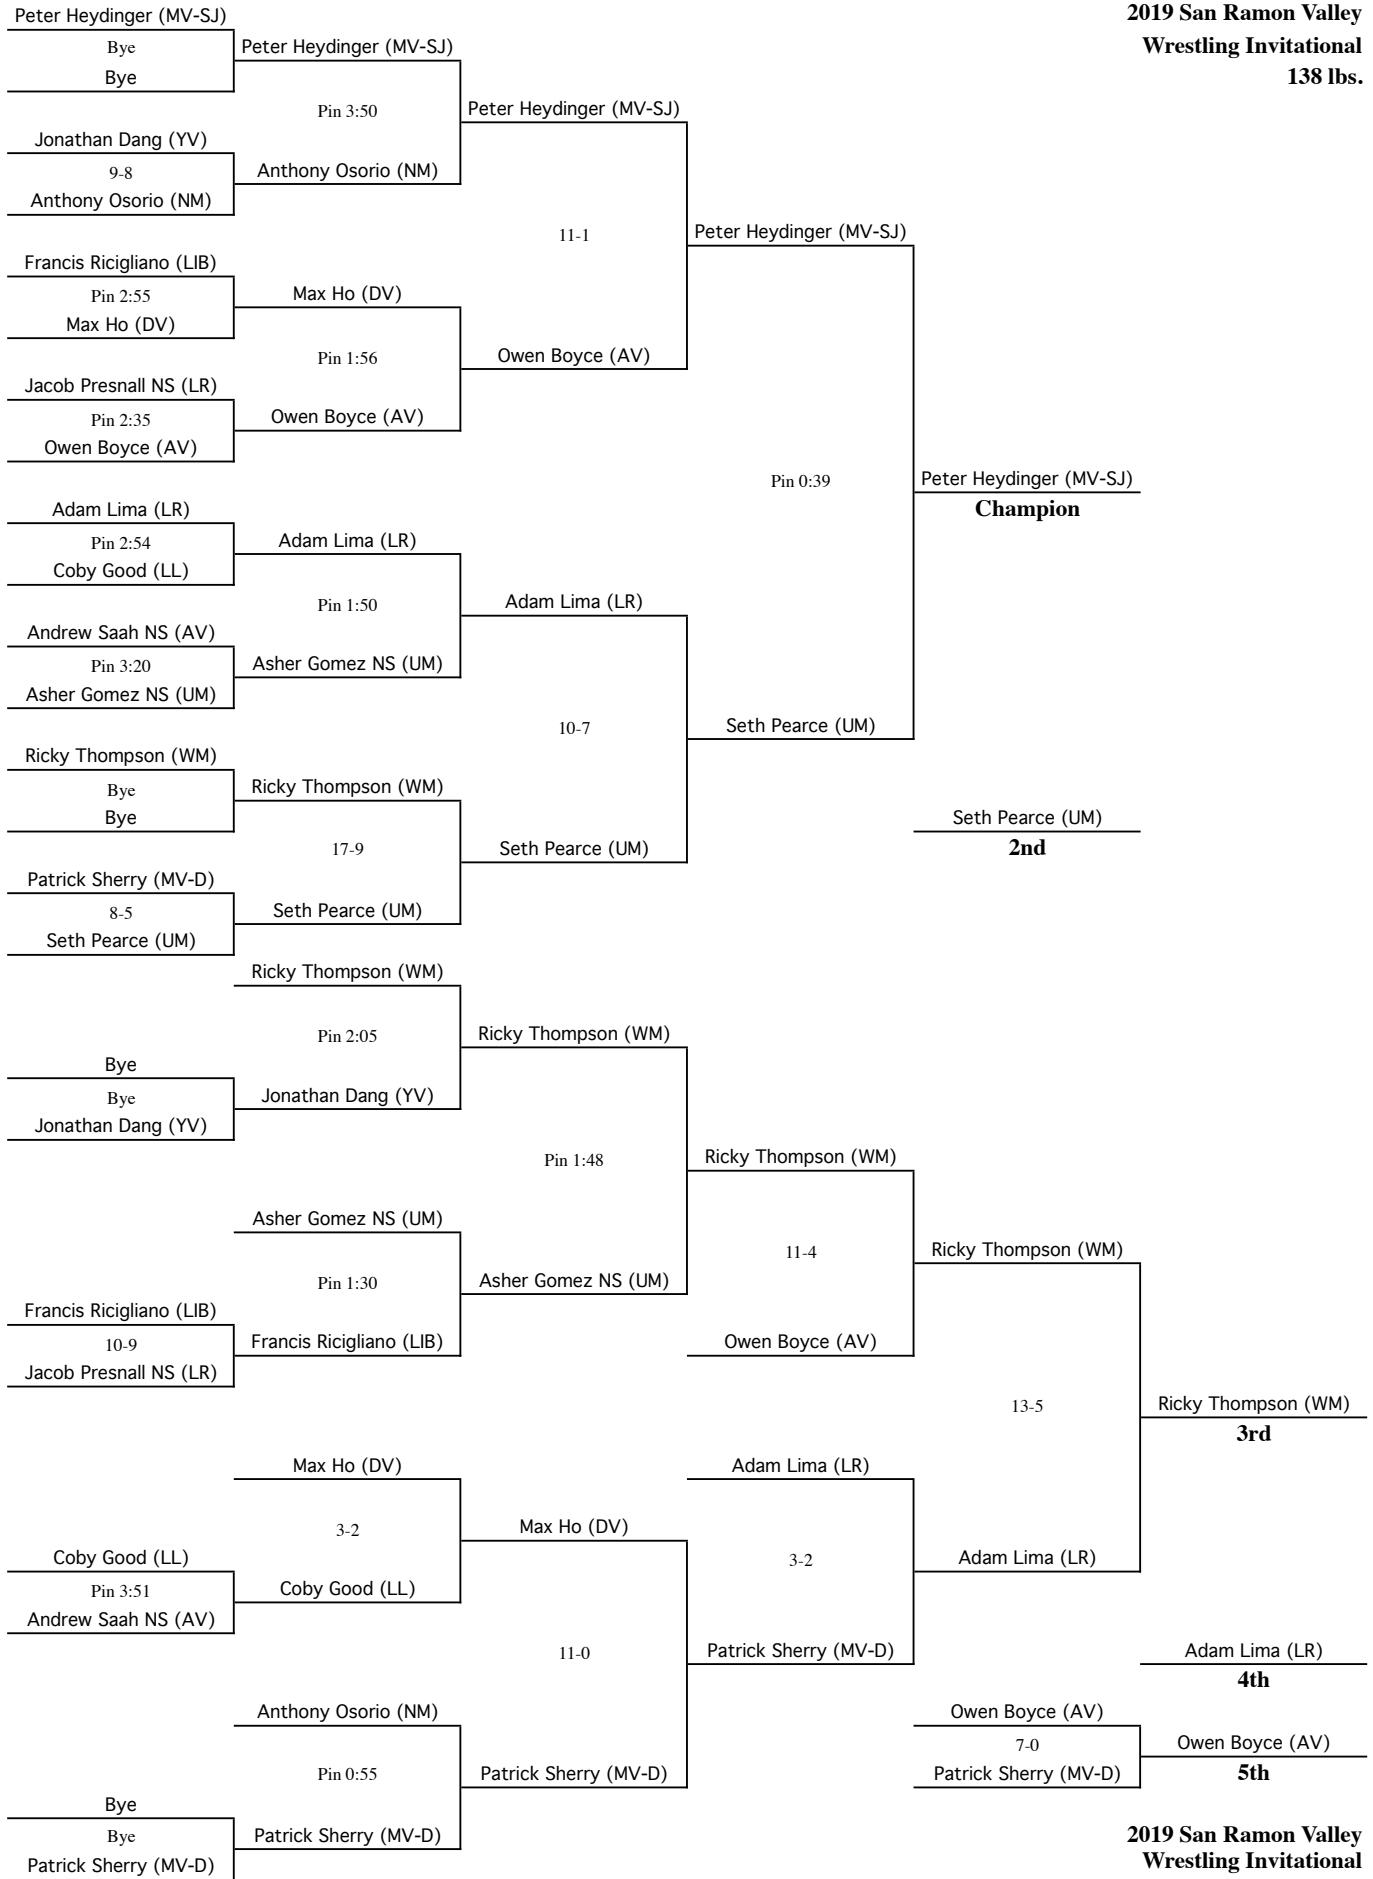 Peter Heydinger (MV-SJ)
2019 San Ramon Valley
Bye
Peter Heydinger (MV-SJ)
Wrestling Invitational
Bye
138 lbs.
Pin 3:50
Peter Heydinger (MV-SJ)
Jonathan Dang (YV)
9-8
Anthony Osorio (NM)
Anthony Osorio (NM)
11-1
Peter Heydinger (MV-SJ)
Francis Ricigliano (LIB)
Pin 2:55
Max Ho (DV)
Max Ho (DV)
Pin 1:56
Owen Boyce (AV)
Jacob Presnall NS (LR)
Pin 2:35
Owen Boyce (AV)
Owen Boyce (AV)
Pin 0:39
Peter Heydinger (MV-SJ)
Champion
Adam Lima (LR)
Pin 2:54
Adam Lima (LR)
Coby Good (LL)
Pin 1:50
Adam Lima (LR)
Andrew Saah NS (AV)
Pin 3:20
Asher Gomez NS (UM)
Asher Gomez NS (UM)
10-7
Seth Pearce (UM)
Ricky Thompson (WM)
Bye
Ricky Thompson (WM)
Bye
Seth Pearce (UM)
2nd
17-9
Seth Pearce (UM)
Patrick Sherry (MV-D)
8-5
Seth Pearce (UM)
Seth Pearce (UM)
Ricky Thompson (WM)
Pin 2:05
Ricky Thompson (WM)
Bye
Bye
Jonathan Dang (YV)
Jonathan Dang (YV)
Pin 1:48
Ricky Thompson (WM)
Asher Gomez NS (UM)
11-4
Ricky Thompson (WM)
Pin 1:30
Asher Gomez NS (UM)
Francis Ricigliano (LIB)
10-9
Francis Ricigliano (LIB)
Owen Boyce (AV)
Jacob Presnall NS (LR)
13-5
Ricky Thompson (WM)
3rd
Max Ho (DV)
Adam Lima (LR)
3-2
Max Ho (DV)
Coby Good (LL)
3-2
Adam Lima (LR)
Pin 3:51
Coby Good (LL)
Andrew Saah NS (AV)
11-0
Patrick Sherry (MV-D)
Adam Lima (LR)
4th
Anthony Osorio (NM)
Owen Boyce (AV)
7-0
Owen Boyce (AV)
Pin 0:55
Patrick Sherry (MV-D)
Patrick Sherry (MV-D)
5th
Bye
Bye
Patrick Sherry (MV-D)
2019 San Ramon Valley
Patrick Sherry (MV-D)
Wrestling Invitational